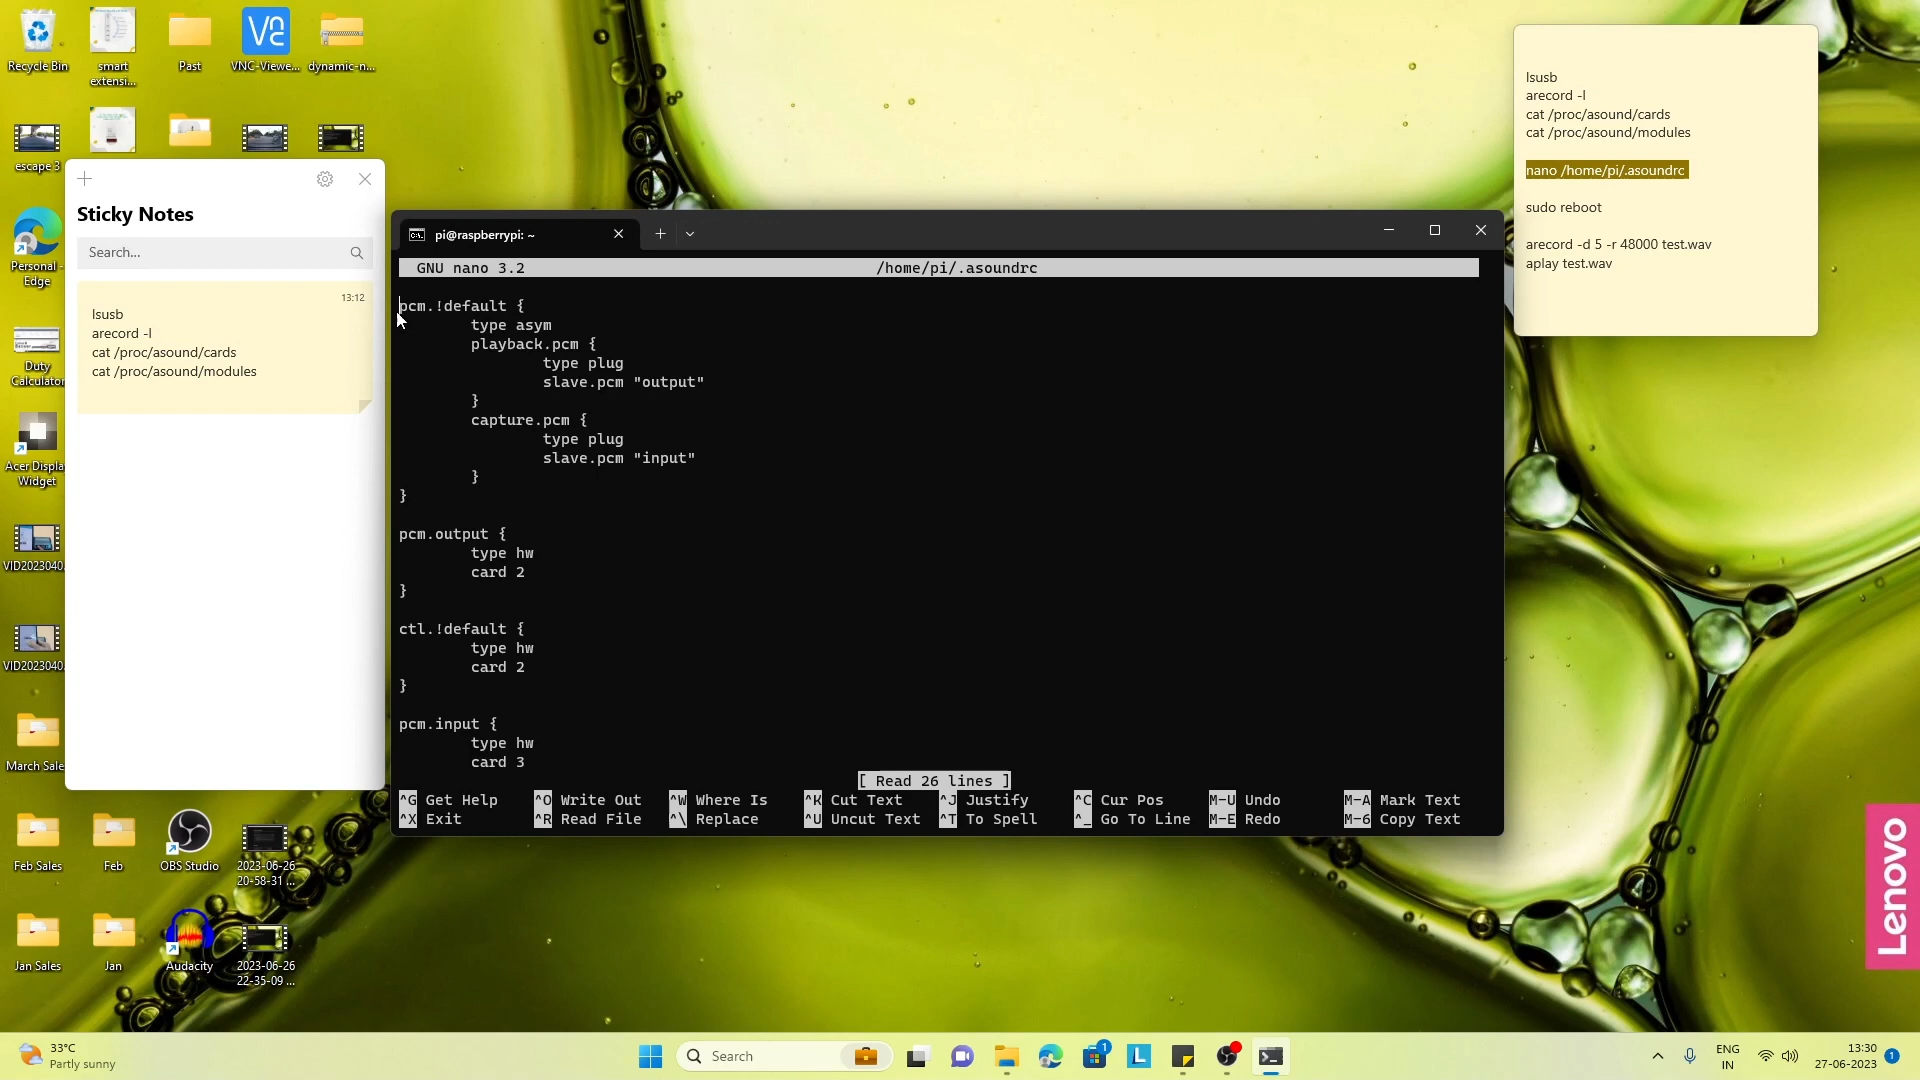 Recycle Bin
smart
extensi...
Past
VNC-Viewe...
dynamic-n...
escape 3
Personal -
Edge
Duty
Calculator
Acer Displa
Widget
VID2023040
VID2023040
March Sale
Feb Sales
Feb
OBS Studio
2023-06-26
20-58-31 ...
Jan Sales
Jan
Audacity
2023-06-26
22-35-09 ...
Sticky Notes
Search...
13:12
lsusb
arecord -l
cat /proc/asound/cards
cat /proc/asound/modules
pi@raspberrypi: ~
GNU nano 3.2 /home/pi/.asoundrc
pcm.!default {
type asym
playback.pcm {
type plug
slave.pcm "output"
}
capture.pcm {
type plug
slave.pcm "input"
}
}
pcm.output {
type hw
card 2
}
ctl.!default {
type hw
card 2
}
pcm.input {
type hw
card 3
[ Read 26 lines ]
^G Get Help ^O Write Out ^W Where Is ^K Cut Text ^J Justify ^C Cur Pos M-U Undo M-A Mark Text
^X Exit ^R Read File ^\ Replace ^U Uncut Text ^T To Spell ^_ Go To Line M-E Redo M-6 Copy Text
lsusb
arecord -l
cat /proc/asound/cards
cat /proc/asound/modules
nano /home/pi/.asoundrc
sudo reboot
arecord -d 5 -r 48000 test.wav
aplay test.wav
Lenovo
33°C
Partly sunny
Search
1
L
ENG
IN
13:30
27-06-2023
1